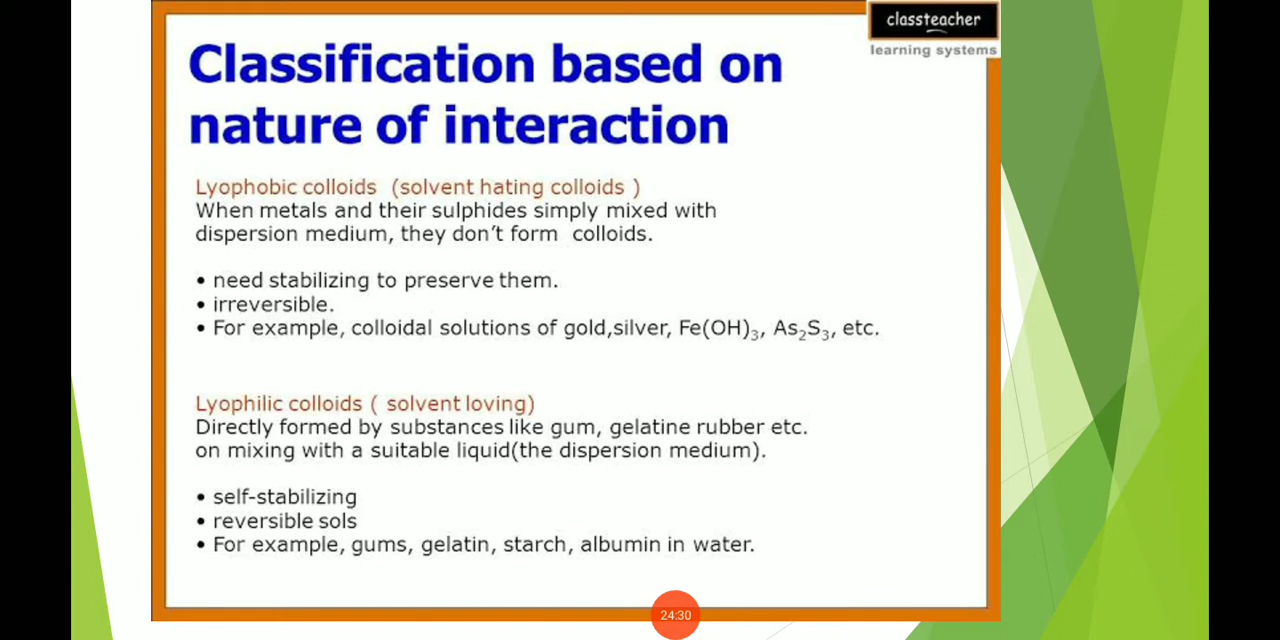 classteacher
learning systems
Classification based on
nature of interaction
Lyophobic colloids (solvent hating colloids )
When metals and their sulphides simply mixed with
dispersion medium, they don't form colloids.
• need stabilizing to preserve them.
• irreversible.
• For example, colloidal solutions of gold,silver, Fe(OH)₃, As₂S₃, etc.
Lyophilic colloids ( solvent loving)
Directly formed by substances like gum, gelatine rubber etc.
on mixing with a suitable liquid(the dispersion medium).
• self-stabilizing
• reversible sols
• For example, gums, gelatin, starch, albumin in water.
24:30